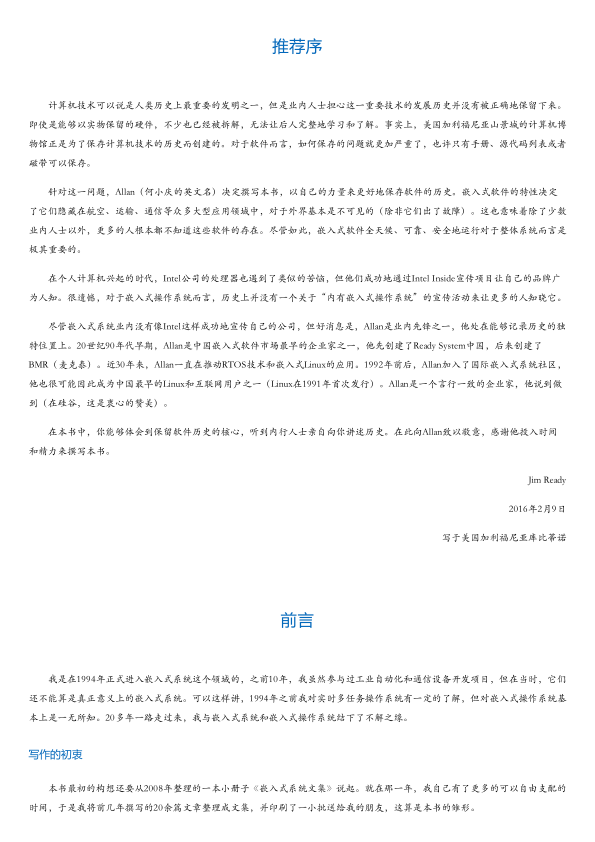 推荐序
计算机技术可以说是人类历史上最重要的发明之一，但是业内人士担心这一重要技术的发展历史并没有被正确地保留下来。
即使是能够以实物保留的硬件，不少也已经被拆解，无法让后人完整地学习和了解。事实上，美国加利福尼亚山景城的计算机博
物馆正是为了保存计算机技术的历史而创建的。对于软件而言，如何保存的问题就更加严重了，也许只有手册、源代码列表或者
磁带可以保存。
针对这一问题，Allan（何小庆的英文名）决定撰写本书，以自己的力量来更好地保存软件的历史。嵌入式软件的特性决定
了它们隐藏在航空、运输、通信等众多大型应用领域中，对于外界基本是不可见的（除非它们出了故障）。这也意味着除了少数
业内人士以外，更多的人根本都不知道这些软件的存在。尽管如此，嵌入式软件全天候、可靠、安全地运行对于整体系统而言是
极其重要的。
在个人计算机兴起的时代，Intel公司的处理器也遇到了类似的苦恼，但他们成功地通过Intel Inside宣传项目让自己的品牌广
为人知。很遗憾，对于嵌入式操作系统而言，历史上并没有一个关于“内有嵌入式操作系统”的宣传活动来让更多的人知晓它。
尽管嵌入式系统业内没有像Intel这样成功地宣传自己的公司，但好消息是，Allan是业内先锋之一，他处在能够记录历史的独
特位置上。20世纪90年代早期，Allan是中国嵌入式软件市场最早的企业家之一，他先创建了Ready System中国，后来创建了
BMR（麦克泰）。近30年来，Allan一直在推动RTOS技术和嵌入式Linux的应用。1992年前后，Allan加入了国际嵌入式系统社区，
他也很可能因此成为中国最早的Linux和互联网用户之一（Linux在1991年首次发行）。Allan是一个言行一致的企业家，他说到做
到（在硅谷，这是衷心的赞美）。
在本书中，你能够体会到保留软件历史的核心，听到内行人士亲自向你讲述历史。在此向Allan致以敬意，感谢他投入时间
和精力来撰写本书。
Jim Ready
2016年2月9日
写于美国加利福尼亚库比蒂诺
前言
我是在1994年正式进入嵌入式系统这个领域的，之前10年，我虽然参与过工业自动化和通信设备开发项目，但在当时，它们
还不能算是真正意义上的嵌入式系统。可以这样讲，1994年之前我对实时多任务操作系统有一定的了解，但对嵌入式操作系统基
本上是一无所知。20多年一路走过来，我与嵌入式系统和嵌入式操作系统结下了不解之缘。
写作的初衷
本书最初的构想还要从2008年整理的一本小册子《嵌入式系统文集》说起。就在那一年，我自己有了更多的可以自由支配的
时间，于是我将前几年撰写的20余篇文章整理成文集，并印刷了一小批送给我的朋友，这算是本书的雏形。